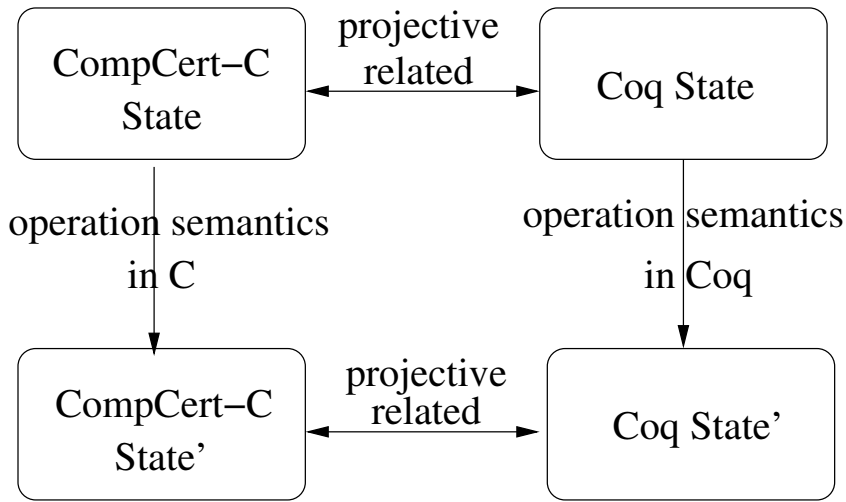 CompCert−C
State
projective
related
Coq State
operation semantics
in C
operation semantics
in Coq
CompCert−C
State’
projective
related
Coq State’